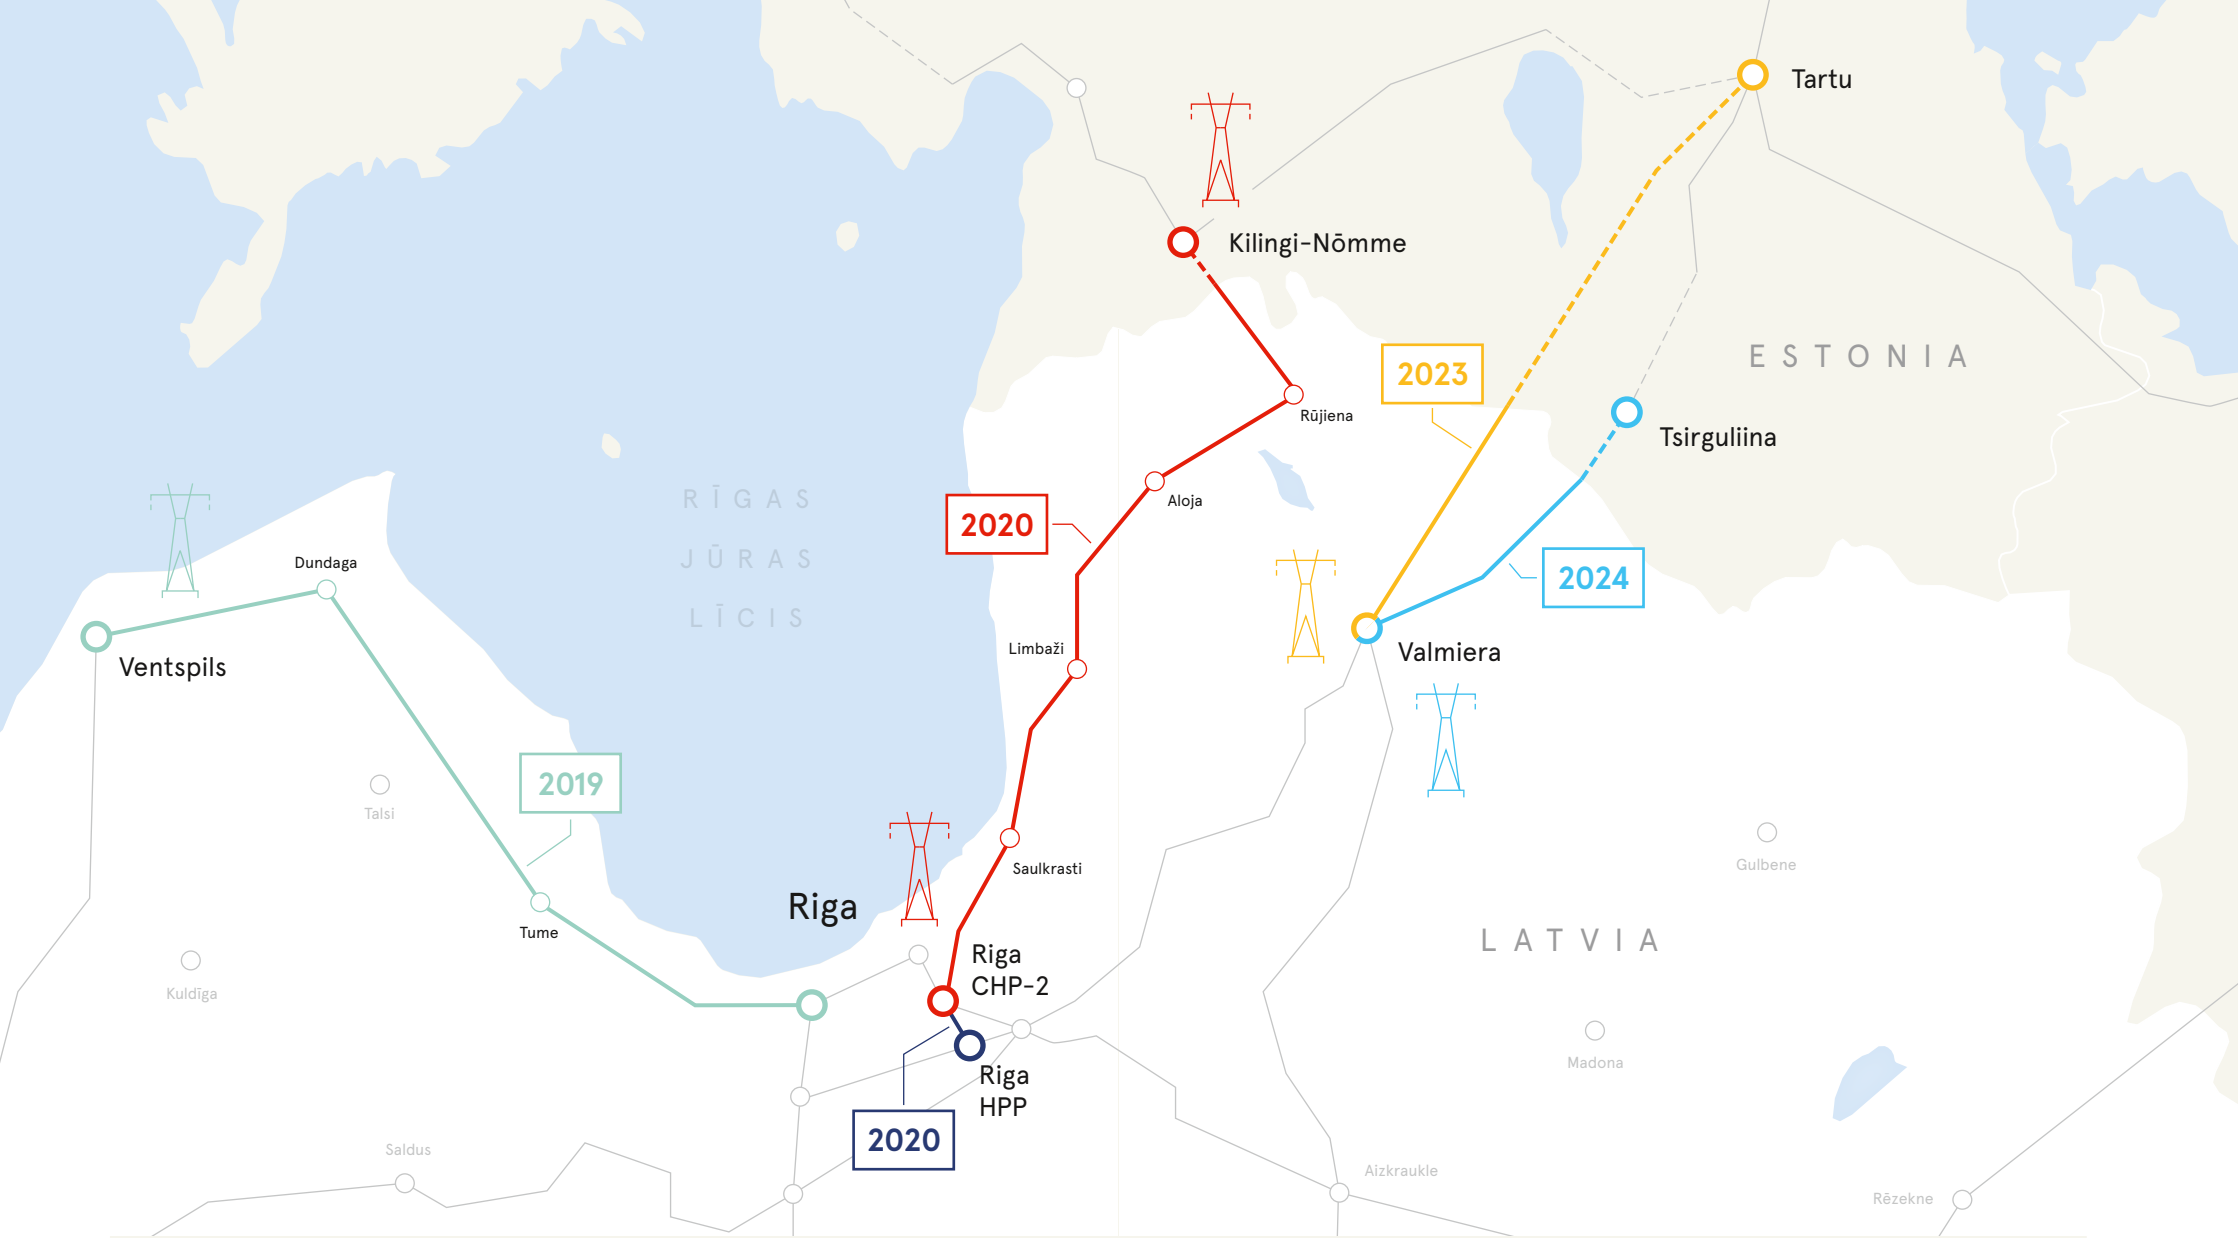 Tartu
Kilingi-Nõmme
ESTONIA
2023
Rūjiena
Tsirguliina
Aloja
2020
RĪGAS
JŪRAS
LĪCIS
Dundaga
2024
Limbaži
Valmiera
Ventspils
2019
Talsi
Gulbene
Saulkrasti
Riga
Tume
LATVIA
Riga
CHP-2
Kuldīga
Madona
Riga
HPP
2020
Saldus
Aizkraukle
Rēzekne